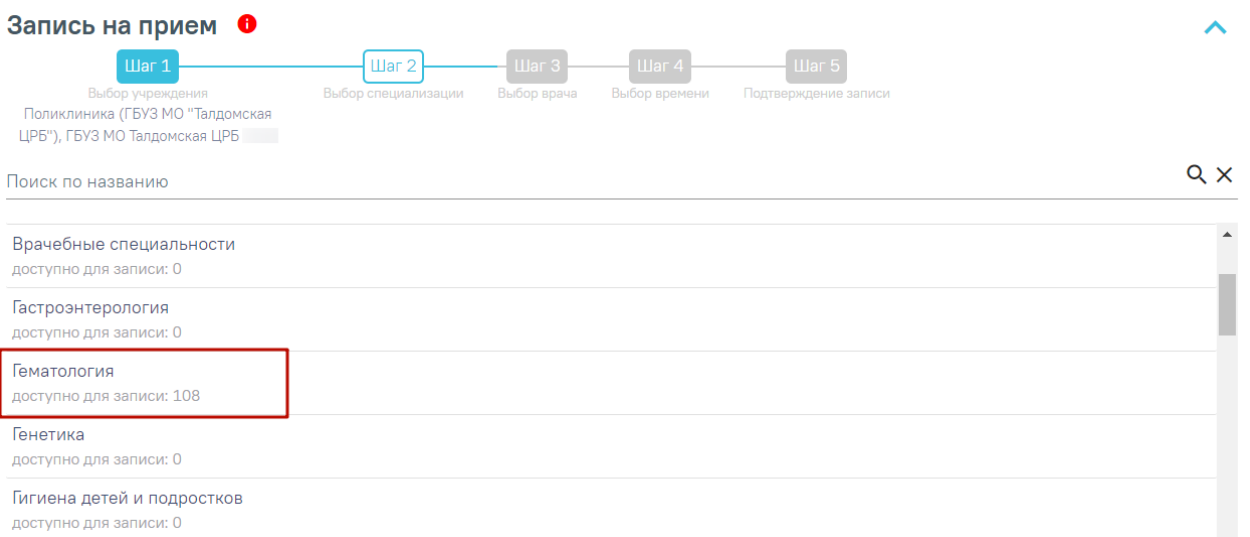 Запись на прием
Шаг 1
Выбор учреждения
Поликлиника (ГБУЗ МО "Талдомская
ЦРБ"), ГБУЗ МО Талдомская ЦРБ
Шаг 2
Выбор специализации
Шаг 3
Выбор врача
Шаг 4
Выбор времени
Шаг 5
Подтверждение записи
Поиск по названию
Врачебные специальности
доступно для записи: 0
Гастроэнтерология
доступно для записи: 0
Гематология
доступно для записи: 108
Генетика
доступно для записи: 0
Гигиена детей и подростков
доступно для записи: 0